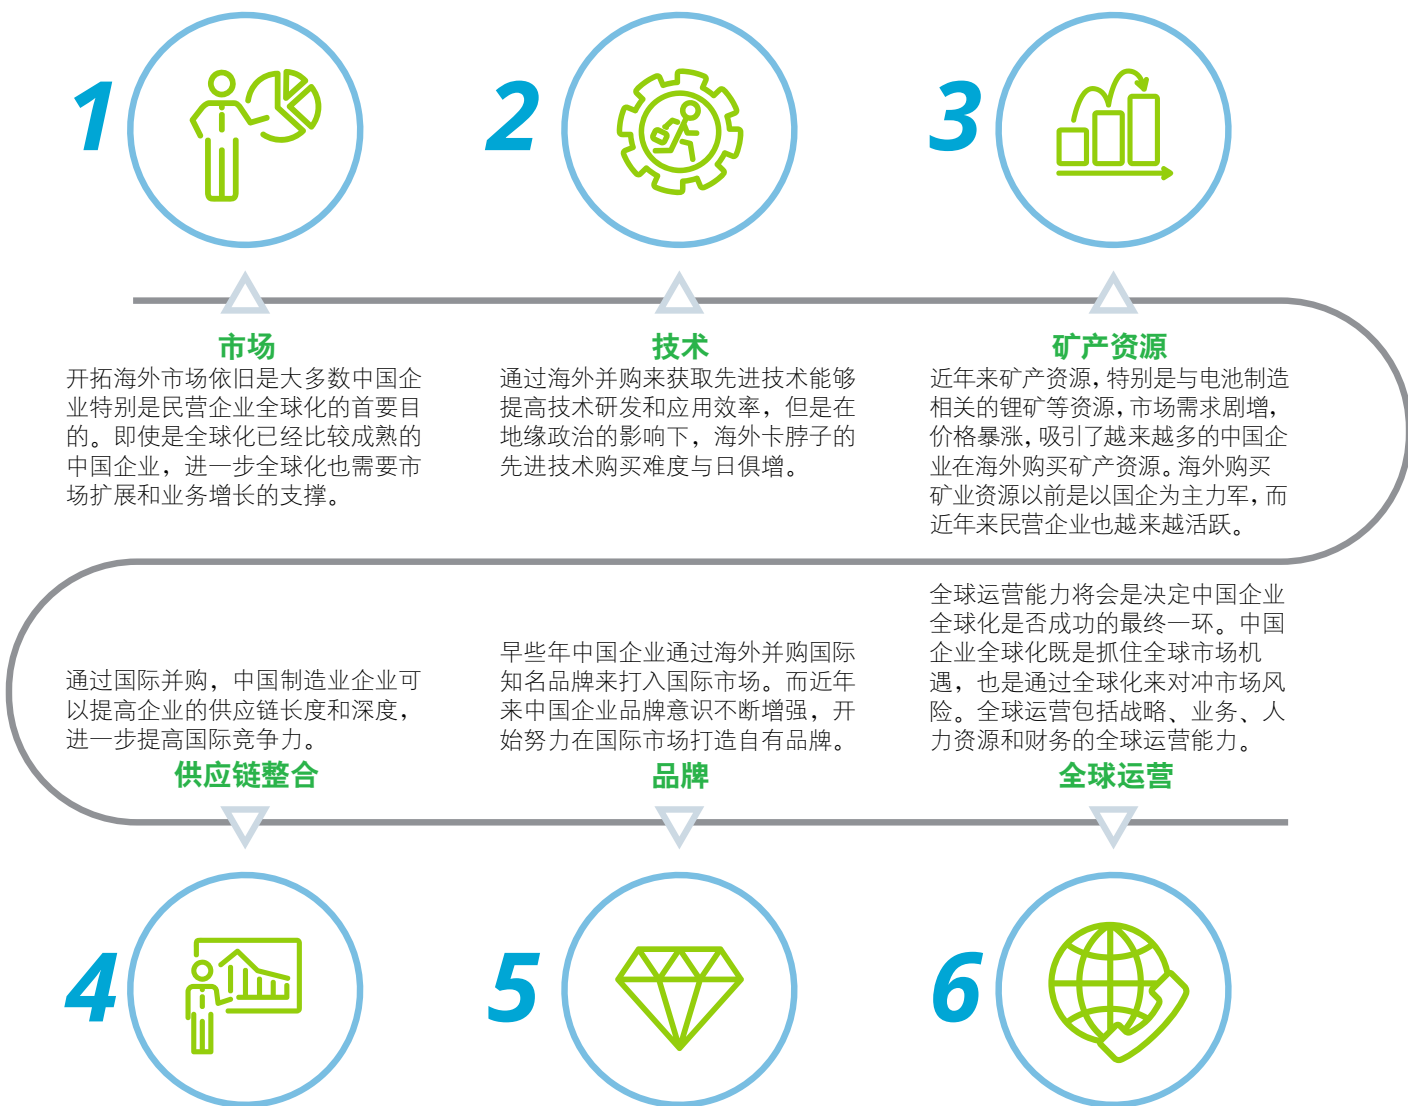 1
市场
开拓海外市场依旧是大多数中国企
业特别是民营企业全球化的首要目
的。即使是全球化已经比较成熟的
中国企业，进一步全球化也需要市
场扩展和业务增长的支撑。
2
技术
通过海外并购来获取先进技术能够
提高技术研发和应用效率，但是在
地缘政治的影响下，海外卡脖子的
先进技术购买难度与日俱增。
3
矿产资源
近年来矿产资源，特别是与电池制造
相关的锂矿等资源，市场需求剧增，
价格暴涨，吸引了越来越多的中国企
业在海外购买矿产资源。海外购买
矿业资源以前是以国企为主力军，而
近年来民营企业也越来越活跃。
通过国际并购，中国制造业企业可
以提高企业的供应链长度和深度，
进一步提高国际竞争力。
供应链整合
4
早些年中国企业通过海外并购国际
知名品牌来打入国际市场。而近年
来中国企业品牌意识不断增强，开
始努力在国际市场打造自有品牌。
品牌
5
全球运营能力将会是决定中国企业
全球化是否成功的最终一环。中国
企业全球化既是抓住全球市场机
遇，也是通过全球化来对冲市场风
险。全球运营包括战略、业务、人
力资源和财务的全球运营能力。
全球运营
6